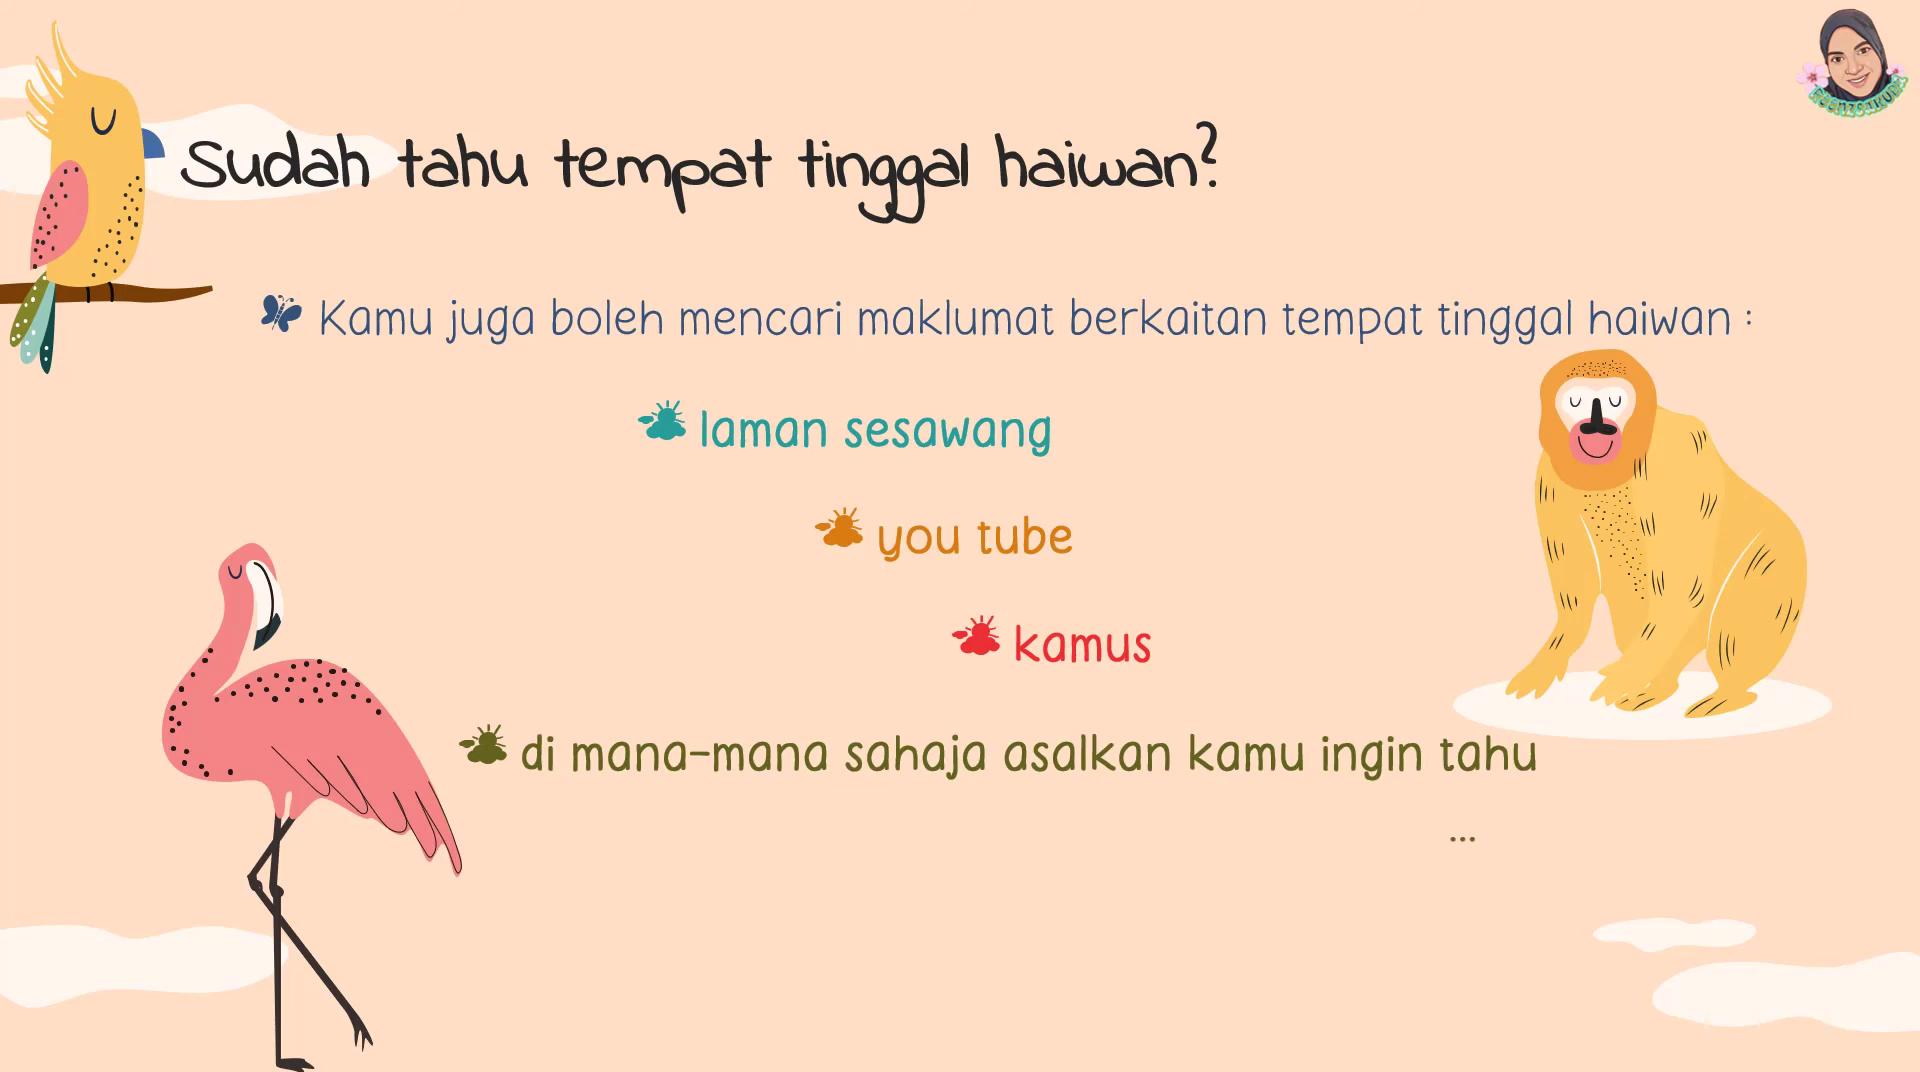 Sudah tahu tempat tinggal haiwan?
Kamu juga boleh mencari maklumat berkaitan tempat tinggal haiwan :
laman sesawang
you tube
kamus
di mana-mana sahaja asalkan kamu ingin tahu
...